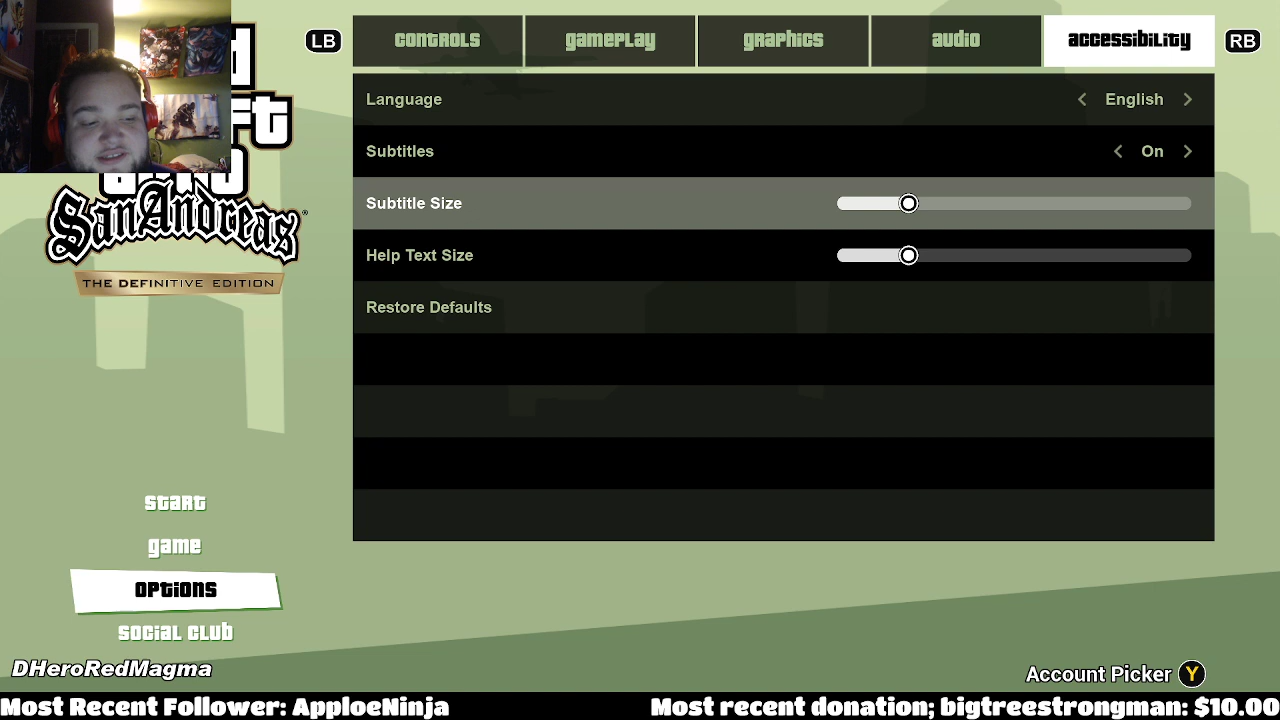 LB
controls
gameplay
graphics
audio
accessibility
RB
Language
English
Subtitles
On
Subtitle Size
Help Text Size
Restore Defaults
San Andreas
THE DEFINITIVE EDITION
start
game
options
social club
DHeroRedMagma
Account Picker Y
Most Recent Follower: ApploeNinja
Most recent donation; bigtreestrongman: $10.00